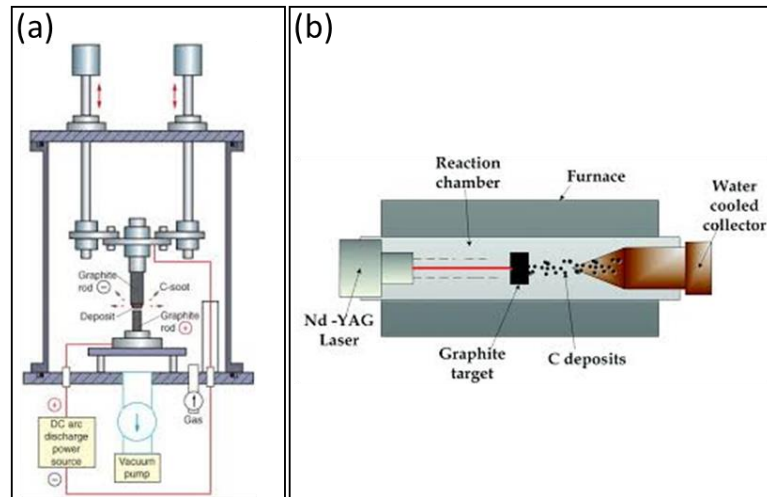 (a)
Graphite
rod ⊖
C-soot
Deposit
Graphite
rod ⊕
⊕
DC arc
discharge
power
source
⊖
Vacuum
pump
Gas
(b)
Reaction
chamber
Furnace
Water
cooled
collector
Nd -YAG
Laser
Graphite
target
C deposits